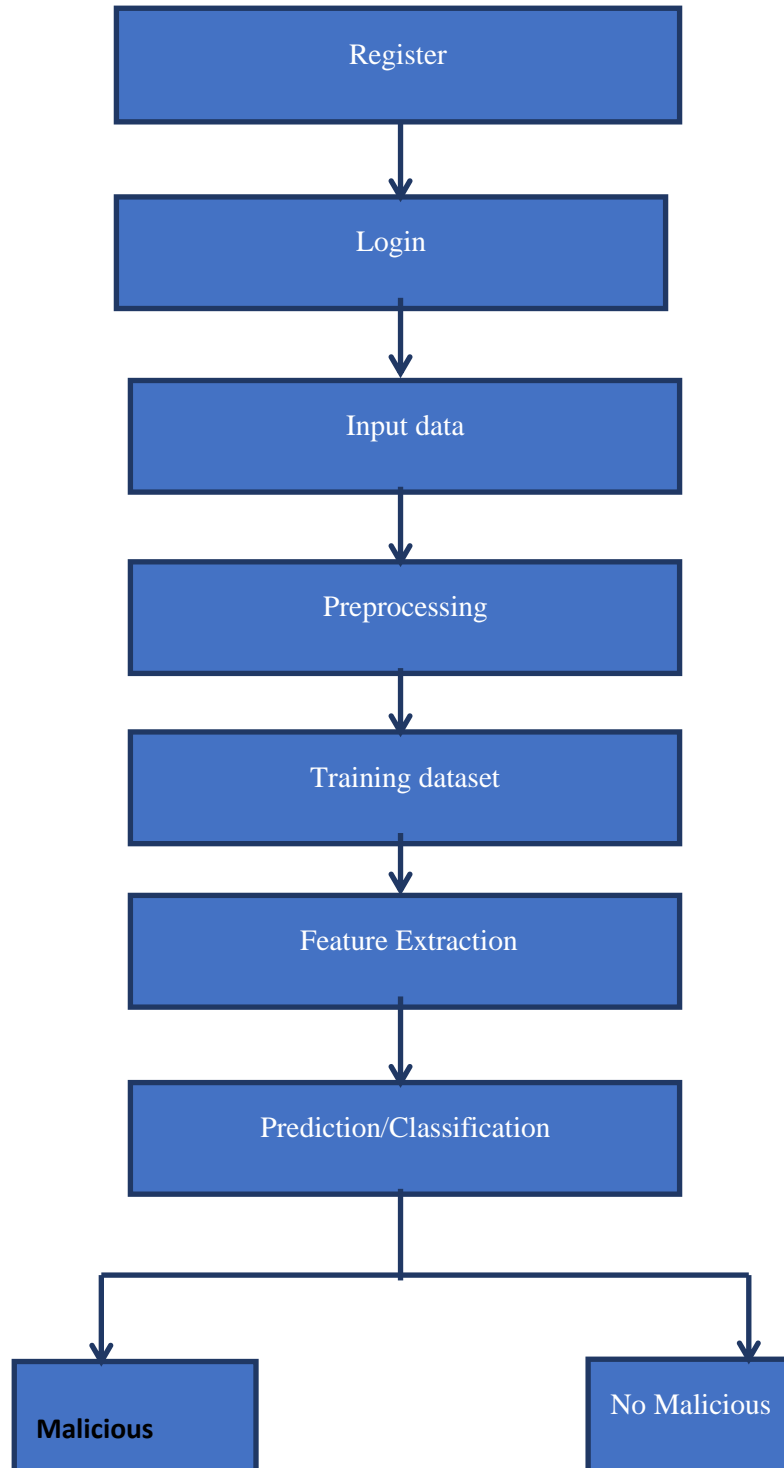 Register
Login
Input data
Preprocessing
Training dataset
Feature Extraction
Prediction/Classification
Malicious
No Malicious